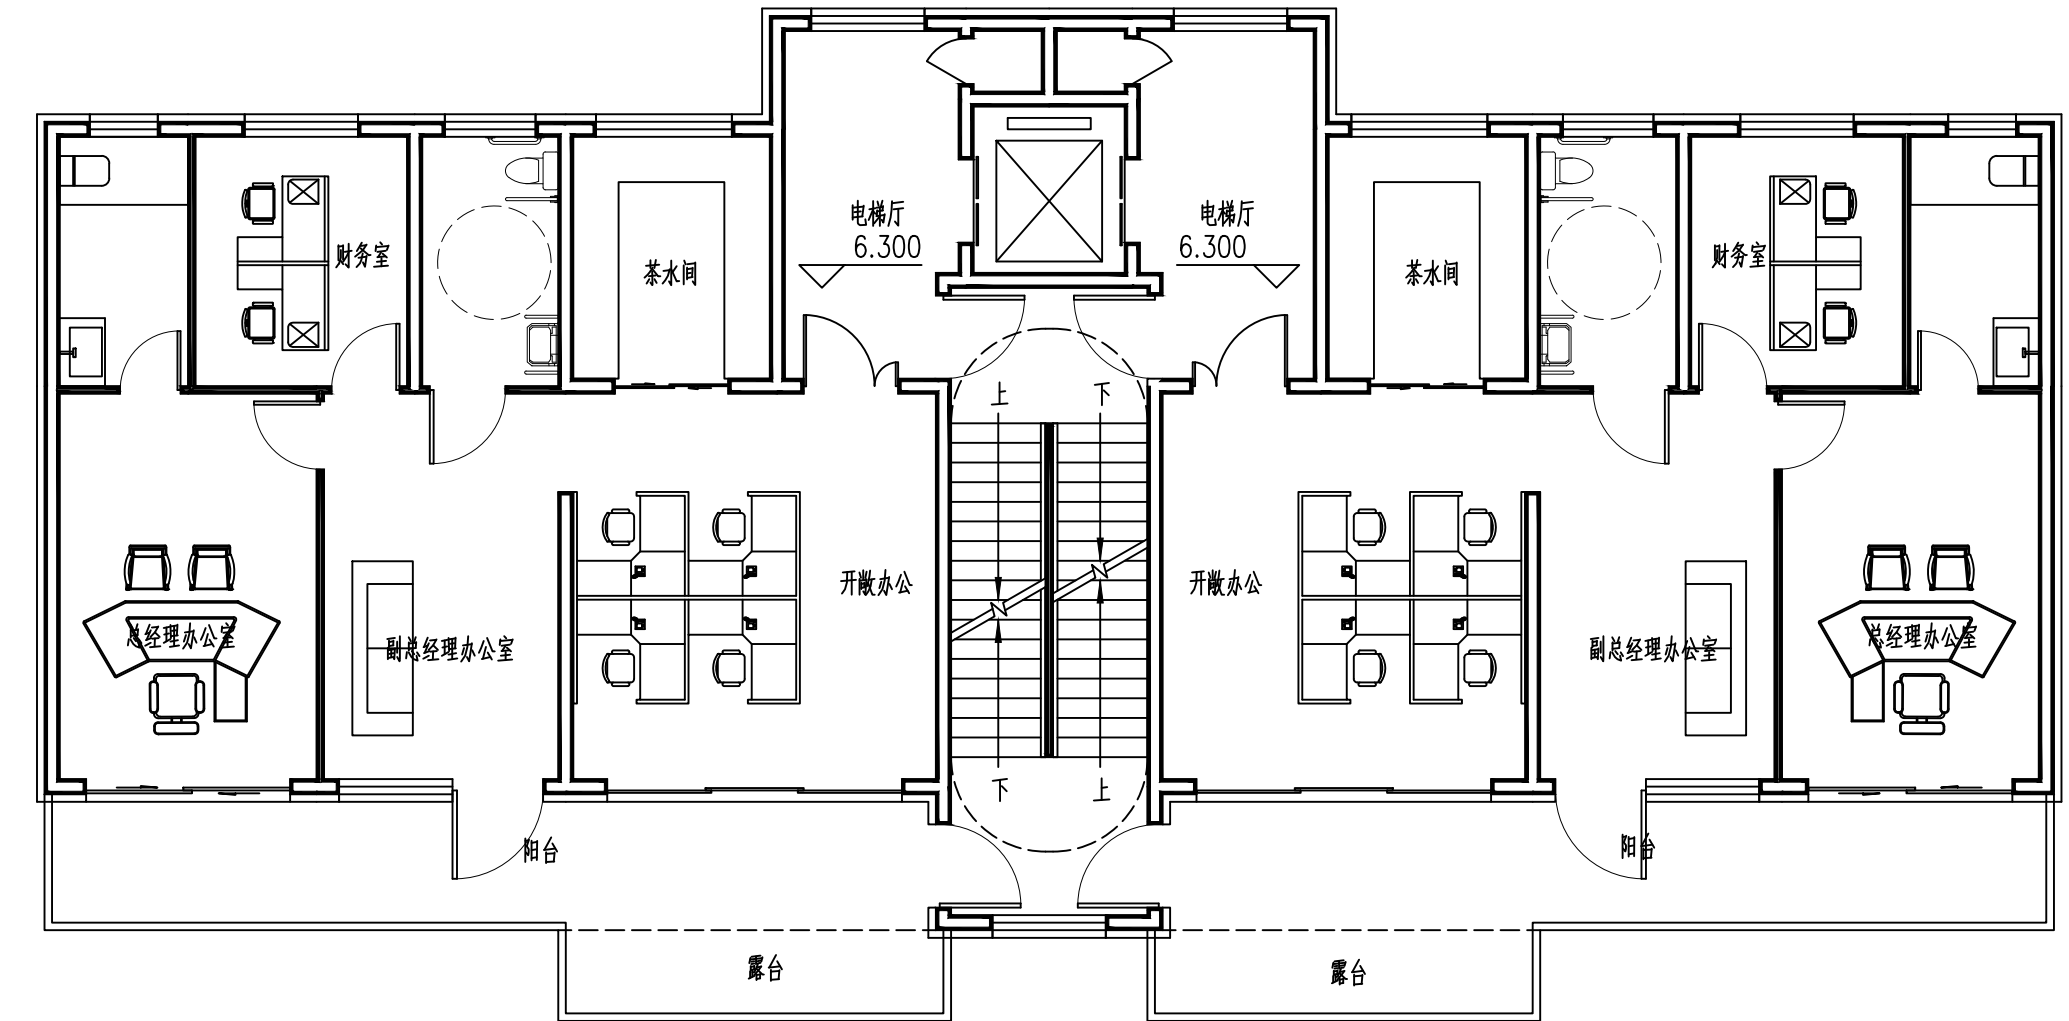 电梯厅
6.300
电梯厅
6.300
财务室
茶水间
茶水间
财务室
上
下
开敞办公
开敞办公
总经理办公室
副总经理办公室
副总经理办公室
总经理办公室
下
上
阳台
阳台
露台
露台